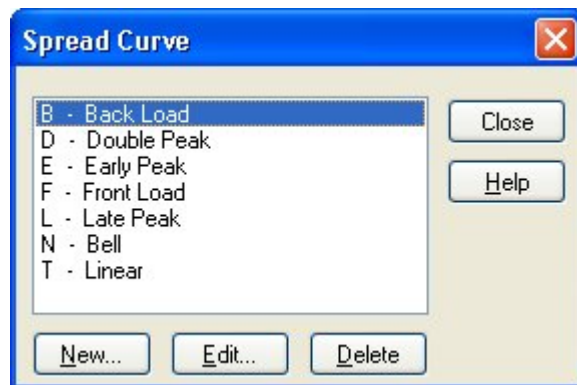 Spread Curve
B - Back Load
D - Double Peak
E - Early Peak
F - Front Load
L - Late Peak
N - Bell
T - Linear
Close
Help
New...
Edit...
Delete